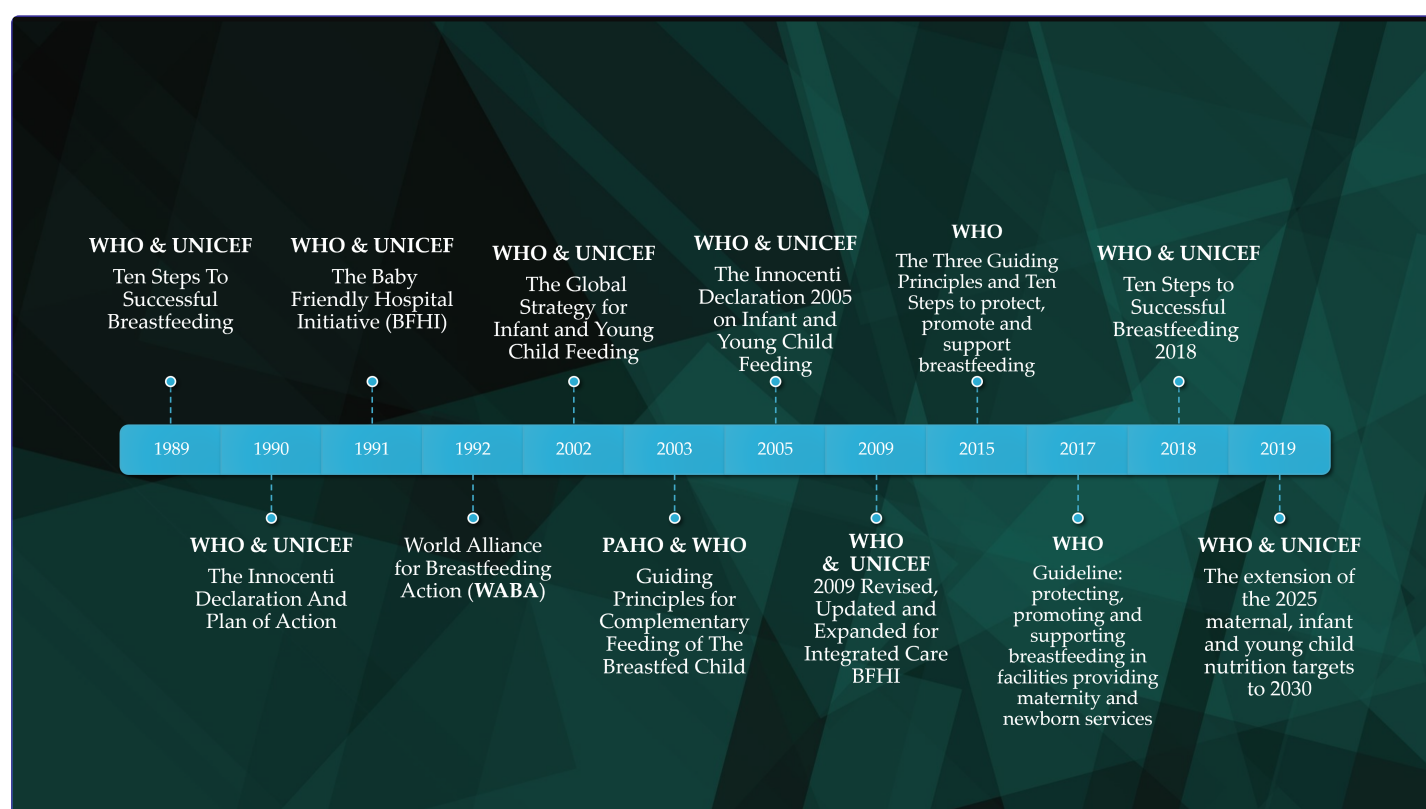 WHO & UNICEF
Ten Steps To
Successful
Breastfeeding
WHO & UNICEF
The Baby
Friendly Hospital
Initiative (BFHI)
WHO & UNICEF
The Global
Strategy for
Infant and Young
Child Feeding
WHO & UNICEF
The Innocenti
Declaration 2005
on Infant and
Young Child
Feeding
WHO
The Three Guiding
Principles and Ten
Steps to protect,
promote and
support
breastfeeding
WHO & UNICEF
Ten Steps to
Successful
Breastfeeding
2018
1989 1990 1991 1992 2002 2003 2005 2009 2015 2017 2018 2019
WHO & UNICEF
The Innocenti
Declaration And
Plan of Action
World Alliance
for Breastfeeding
Action (WABA)
PAHO & WHO
Guiding
Principles for
Complementary
Feeding of The
Breastfed Child
WHO
& UNICEF
2009 Revised,
Updated and
Expanded for
Integrated Care
BFHI
WHO
Guideline:
protecting,
promoting and
supporting
breastfeeding in
facilities providing
maternity and
newborn services
WHO & UNICEF
The extension of
the 2025
maternal, infant
and young child
nutrition targets
to 2030